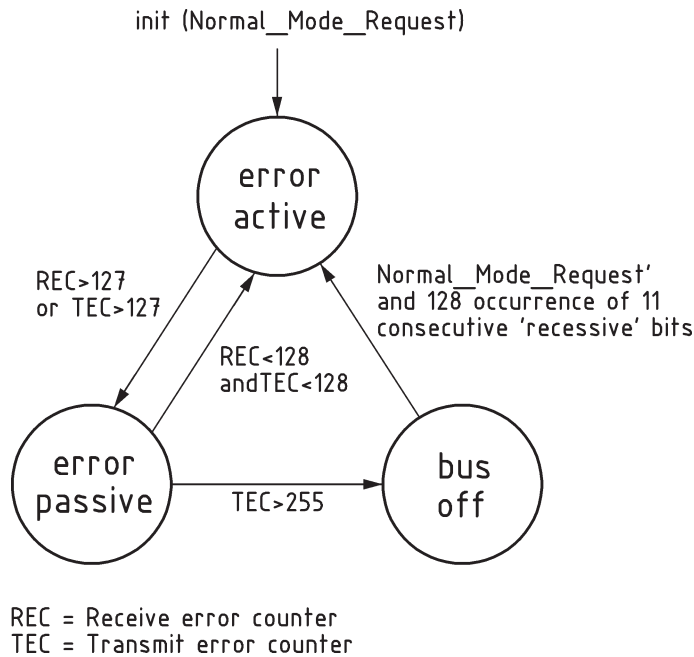 init (Normal_Mode_Request)
error
active
REC>127
or TEC>127
Normal_Mode_Request'
and 128 occurrence of 11
consecutive 'recessive' bits
REC<128
andTEC<128
error
passive
TEC>255
bus
off
REC = Receive error counter
TEC = Transmit error counter